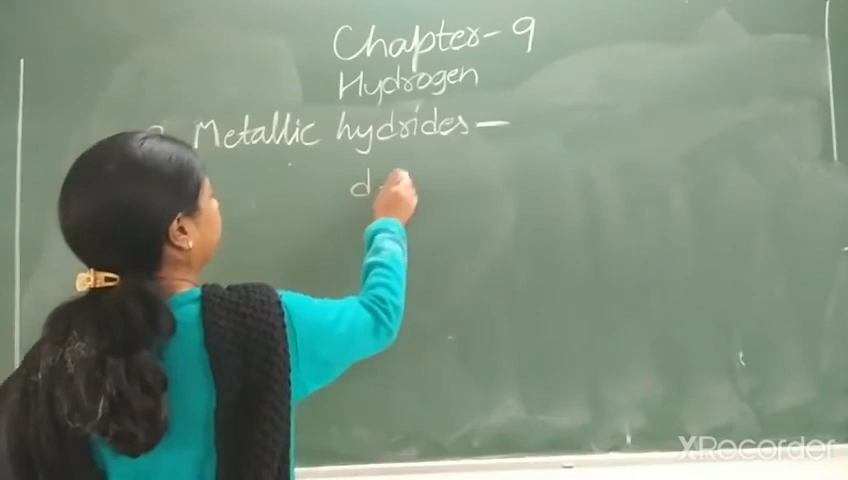 Chapter-9
Hydrogen
Metallic hydrides-
d-
XRecorder